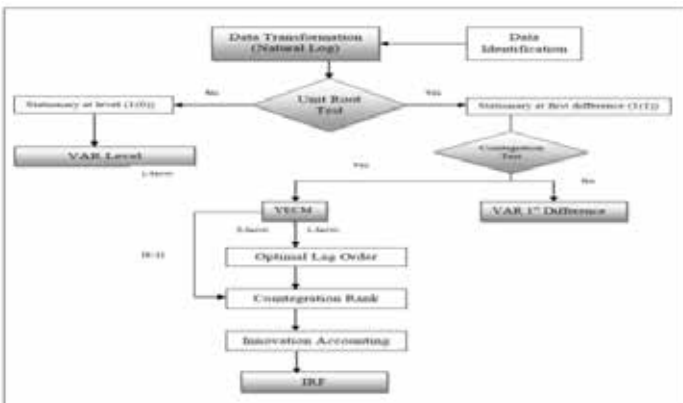 Data Transformation
(Natural Log)
Data
Identification
No
Unit Root
Test
Yes
Stationary at level (I(0))
Stationary at first difference (I(1))
VAR Level
Cointegration
Test
Yes
No
VECM
VAR 1st Difference
Optimal Lag Order
Cointegration Rank
Innovation Accounting
IRF